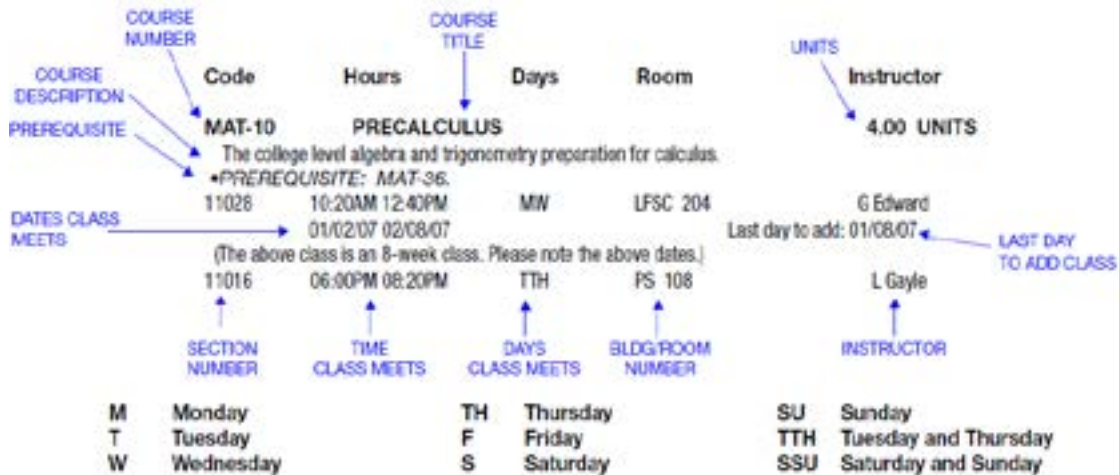 COURSE NUMBER
COURSE TITLE
UNITS
Code Hours Days Room Instructor
COURSE DESCRIPTION
MAT-10 PRECALCULUS 4.00 UNITS
PREREQUISITE
The college level algebra and trigonometry preparation for calculus.
•PREREQUISITE: MAT-36.
11028 10:20AM 12:40PM MW LFSC 204 G Edward
DATES CLASS MEETS
01/02/07 02/08/07 Last day to add: 01/08/07
LAST DAY TO ADD CLASS
(The above class is an 8-week class. Please note the above dates.)
11016 06:00PM 08:20PM TTH PS 108 L Gayle
SECTION NUMBER
TIME CLASS MEETS
DAYS CLASS MEETS
BLDG/ROOM NUMBER
INSTRUCTOR
M Monday TH Thursday SU Sunday
T Tuesday F Friday TTH Tuesday and Thursday
W Wednesday S Saturday SSU Saturday and Sunday